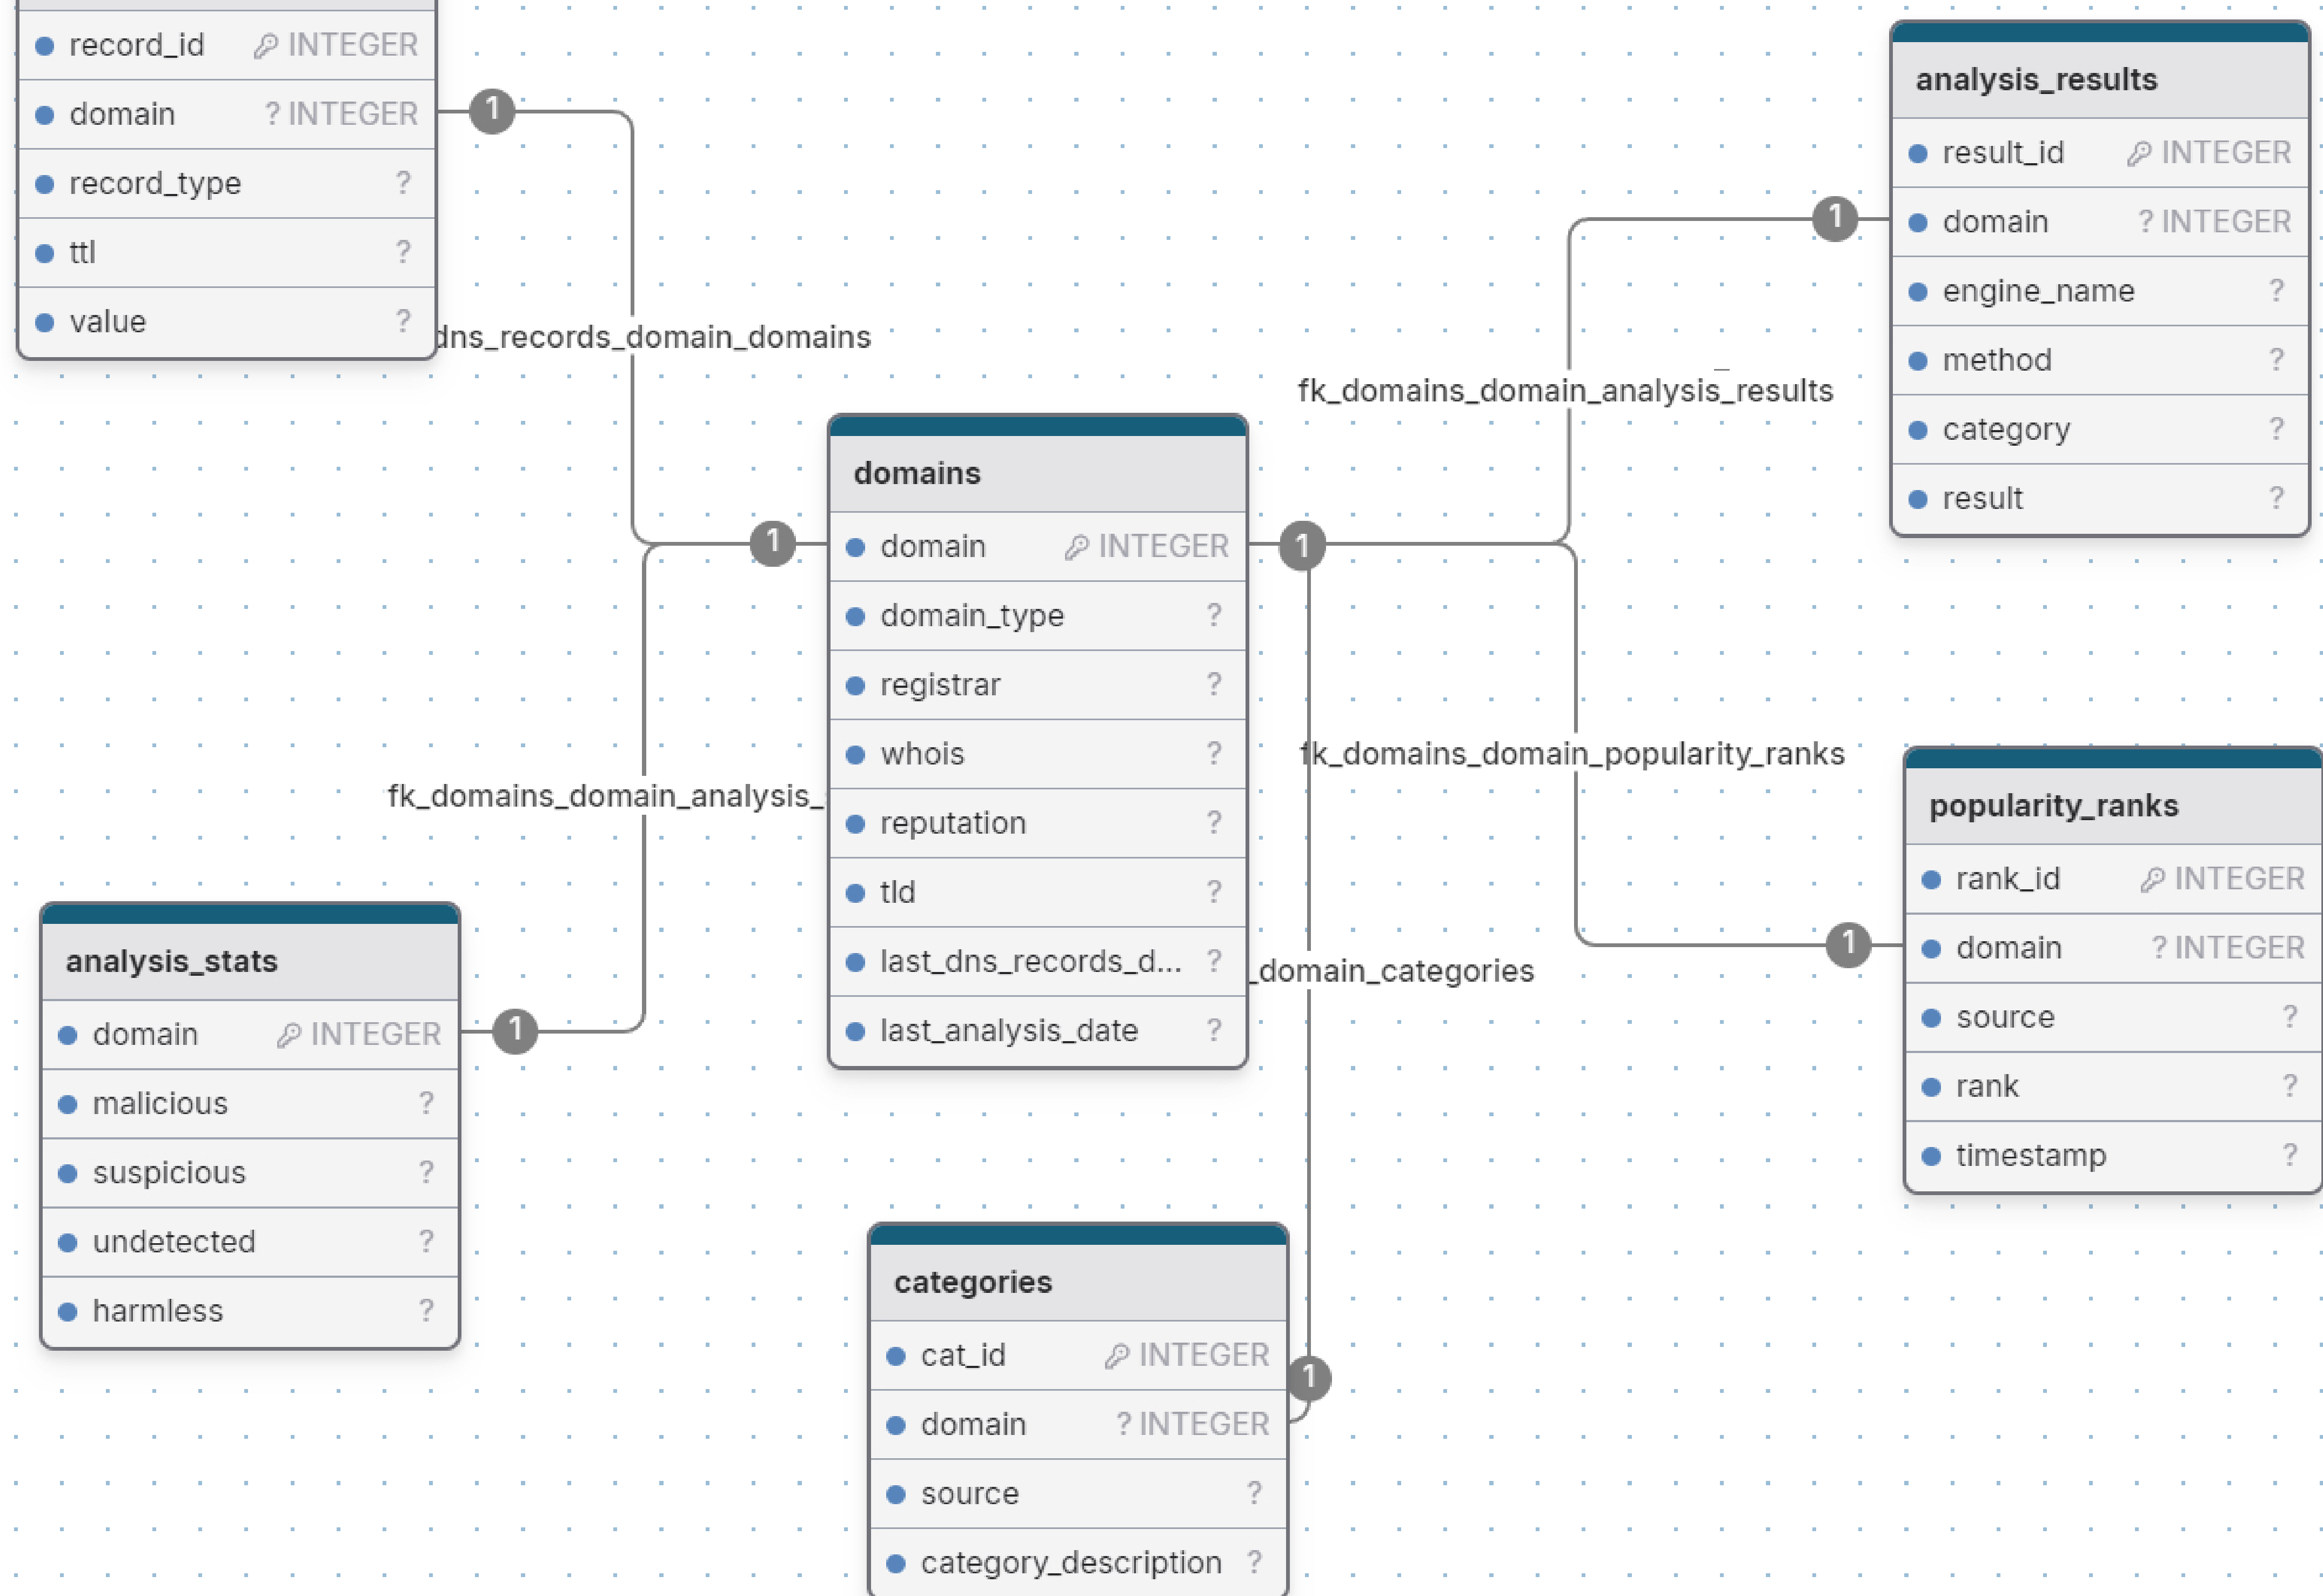 record_id INTEGER
domain ? INTEGER
record_type ?
ttl ?
value ?
1
dns_records_domain_domains
analysis_results
result_id INTEGER
domain ? INTEGER
engine_name ?
method ?
category ?
result ?
1
fk_domains_domain_analysis_results
domains
domain INTEGER
domain_type ?
registrar ?
whois ?
reputation ?
tld ?
last_dns_records_d... ?
last_analysis_date ?
1
1
fk_domains_domain_popularity_ranks
fk_domains_domain_analysis_
_domain_categories
popularity_ranks
rank_id INTEGER
domain ? INTEGER
source ?
rank ?
timestamp ?
1
analysis_stats
domain INTEGER
malicious ?
suspicious ?
undetected ?
harmless ?
1
categories
cat_id INTEGER
domain ? INTEGER
source ?
category_description ?
1